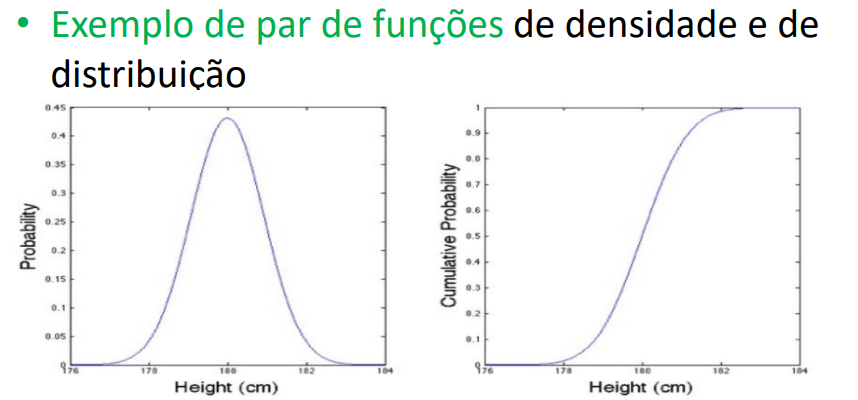 • Exemplo de par de funções de densidade e de
distribuição
0.45
0.4
0.35
0.3
0.25
0.2
0.15
0.1
0.05
0
176 178 180 182 184
Probability
Height (cm)
1
0.9
0.8
0.7
0.6
0.5
0.4
0.3
0.2
0.1
0
176 178 180 182 184
Cumulative Probability
Height (cm)